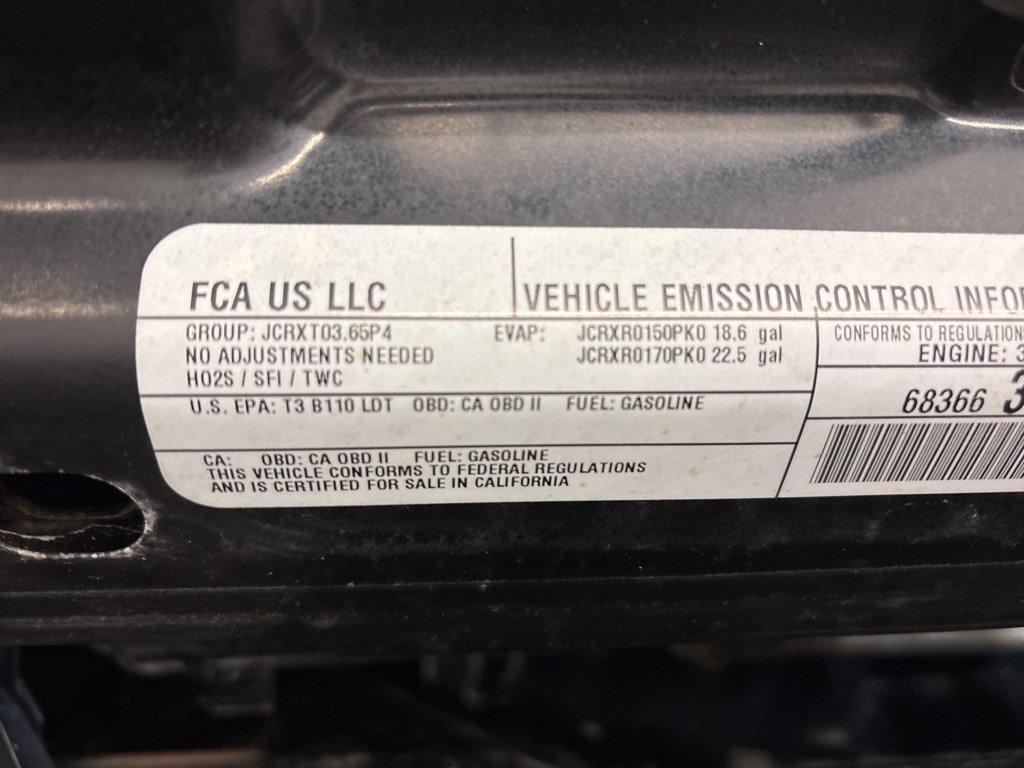 FCA US LLC
VEHICLE EMISSION CONTROL
GROUP: JCRXT03.65P4 EVAP: JCRXR0150PK0 18.6 gal
NO ADJUSTMENTS NEEDED JCRXR0170PK0 22.5 gal
HO2S / SFI / TWC
CONFORMS TO REGULATIONS
ENGINE: 3
U.S. EPA: T3 B110 LDT OBD: CA OBD II FUEL: GASOLINE
68366 3
CA: OBD: CA OBD II FUEL: GASOLINE
THIS VEHICLE CONFORMS TO FEDERAL REGULATIONS
AND IS CERTIFIED FOR SALE IN CALIFORNIA